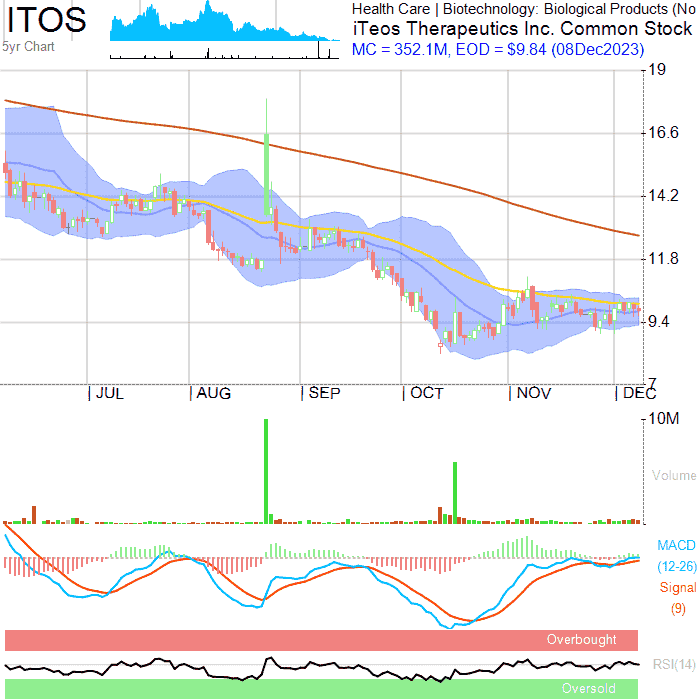 ITOS
5yr Chart
Health Care | Biotechnology: Biological Products (No
iTeos Therapeutics Inc. Common Stock
MC = 352.1M, EOD = $9.84 (08Dec2023)
19
16.6
14.2
11.8
9.4
7
JUL AUG SEP OCT NOV DEC
10M
Volume
MACD
(12-26)
Signal
(9)
Overbought
RSI(14)
Oversold